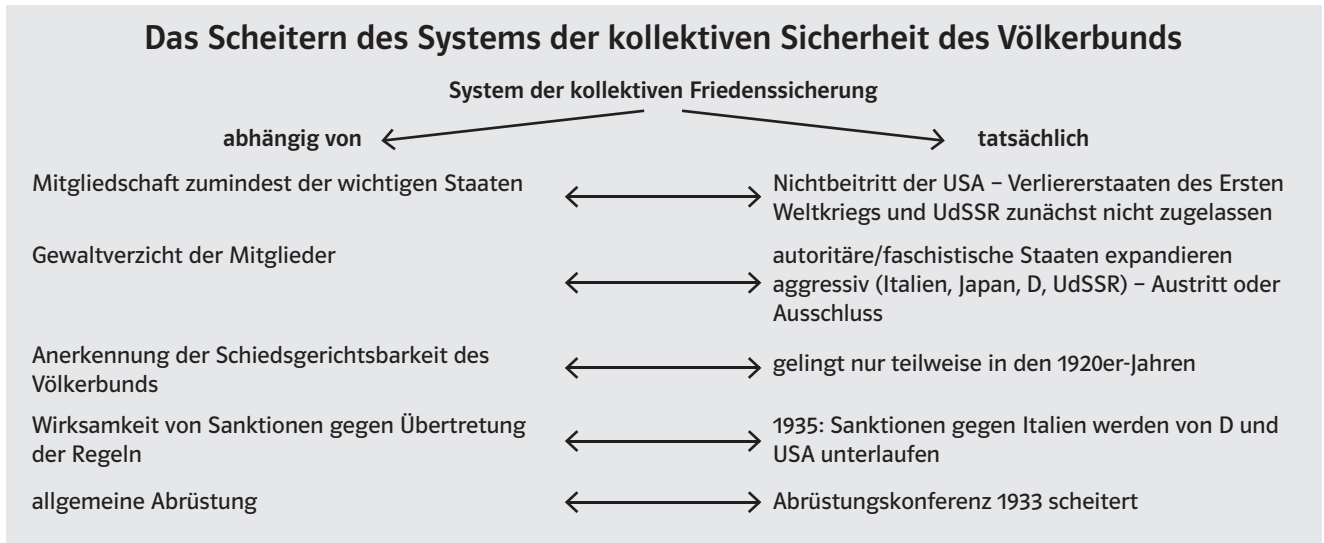 Das Scheitern des Systems der kollektiven Sicherheit des Völkerbunds
System der kollektiven Friedenssicherung
abhängig von
tatsächlich
Mitgliedschaft zumindest der wichtigen Staaten
Nichtbeitritt der USA – Verliererstaaten des Ersten
Weltkriegs und UdSSR zunächst nicht zugelassen
Gewaltverzicht der Mitglieder
autoritäre/faschistische Staaten expandieren
aggressiv (Italien, Japan, D, UdSSR) – Austritt oder
Ausschluss
Anerkennung der Schiedsgerichtsbarkeit des
Völkerbunds
gelingt nur teilweise in den 1920er-Jahren
Wirksamkeit von Sanktionen gegen Übertretung
der Regeln
1935: Sanktionen gegen Italien werden von D und
USA unterlaufen
allgemeine Abrüstung
Abrüstungskonferenz 1933 scheitert